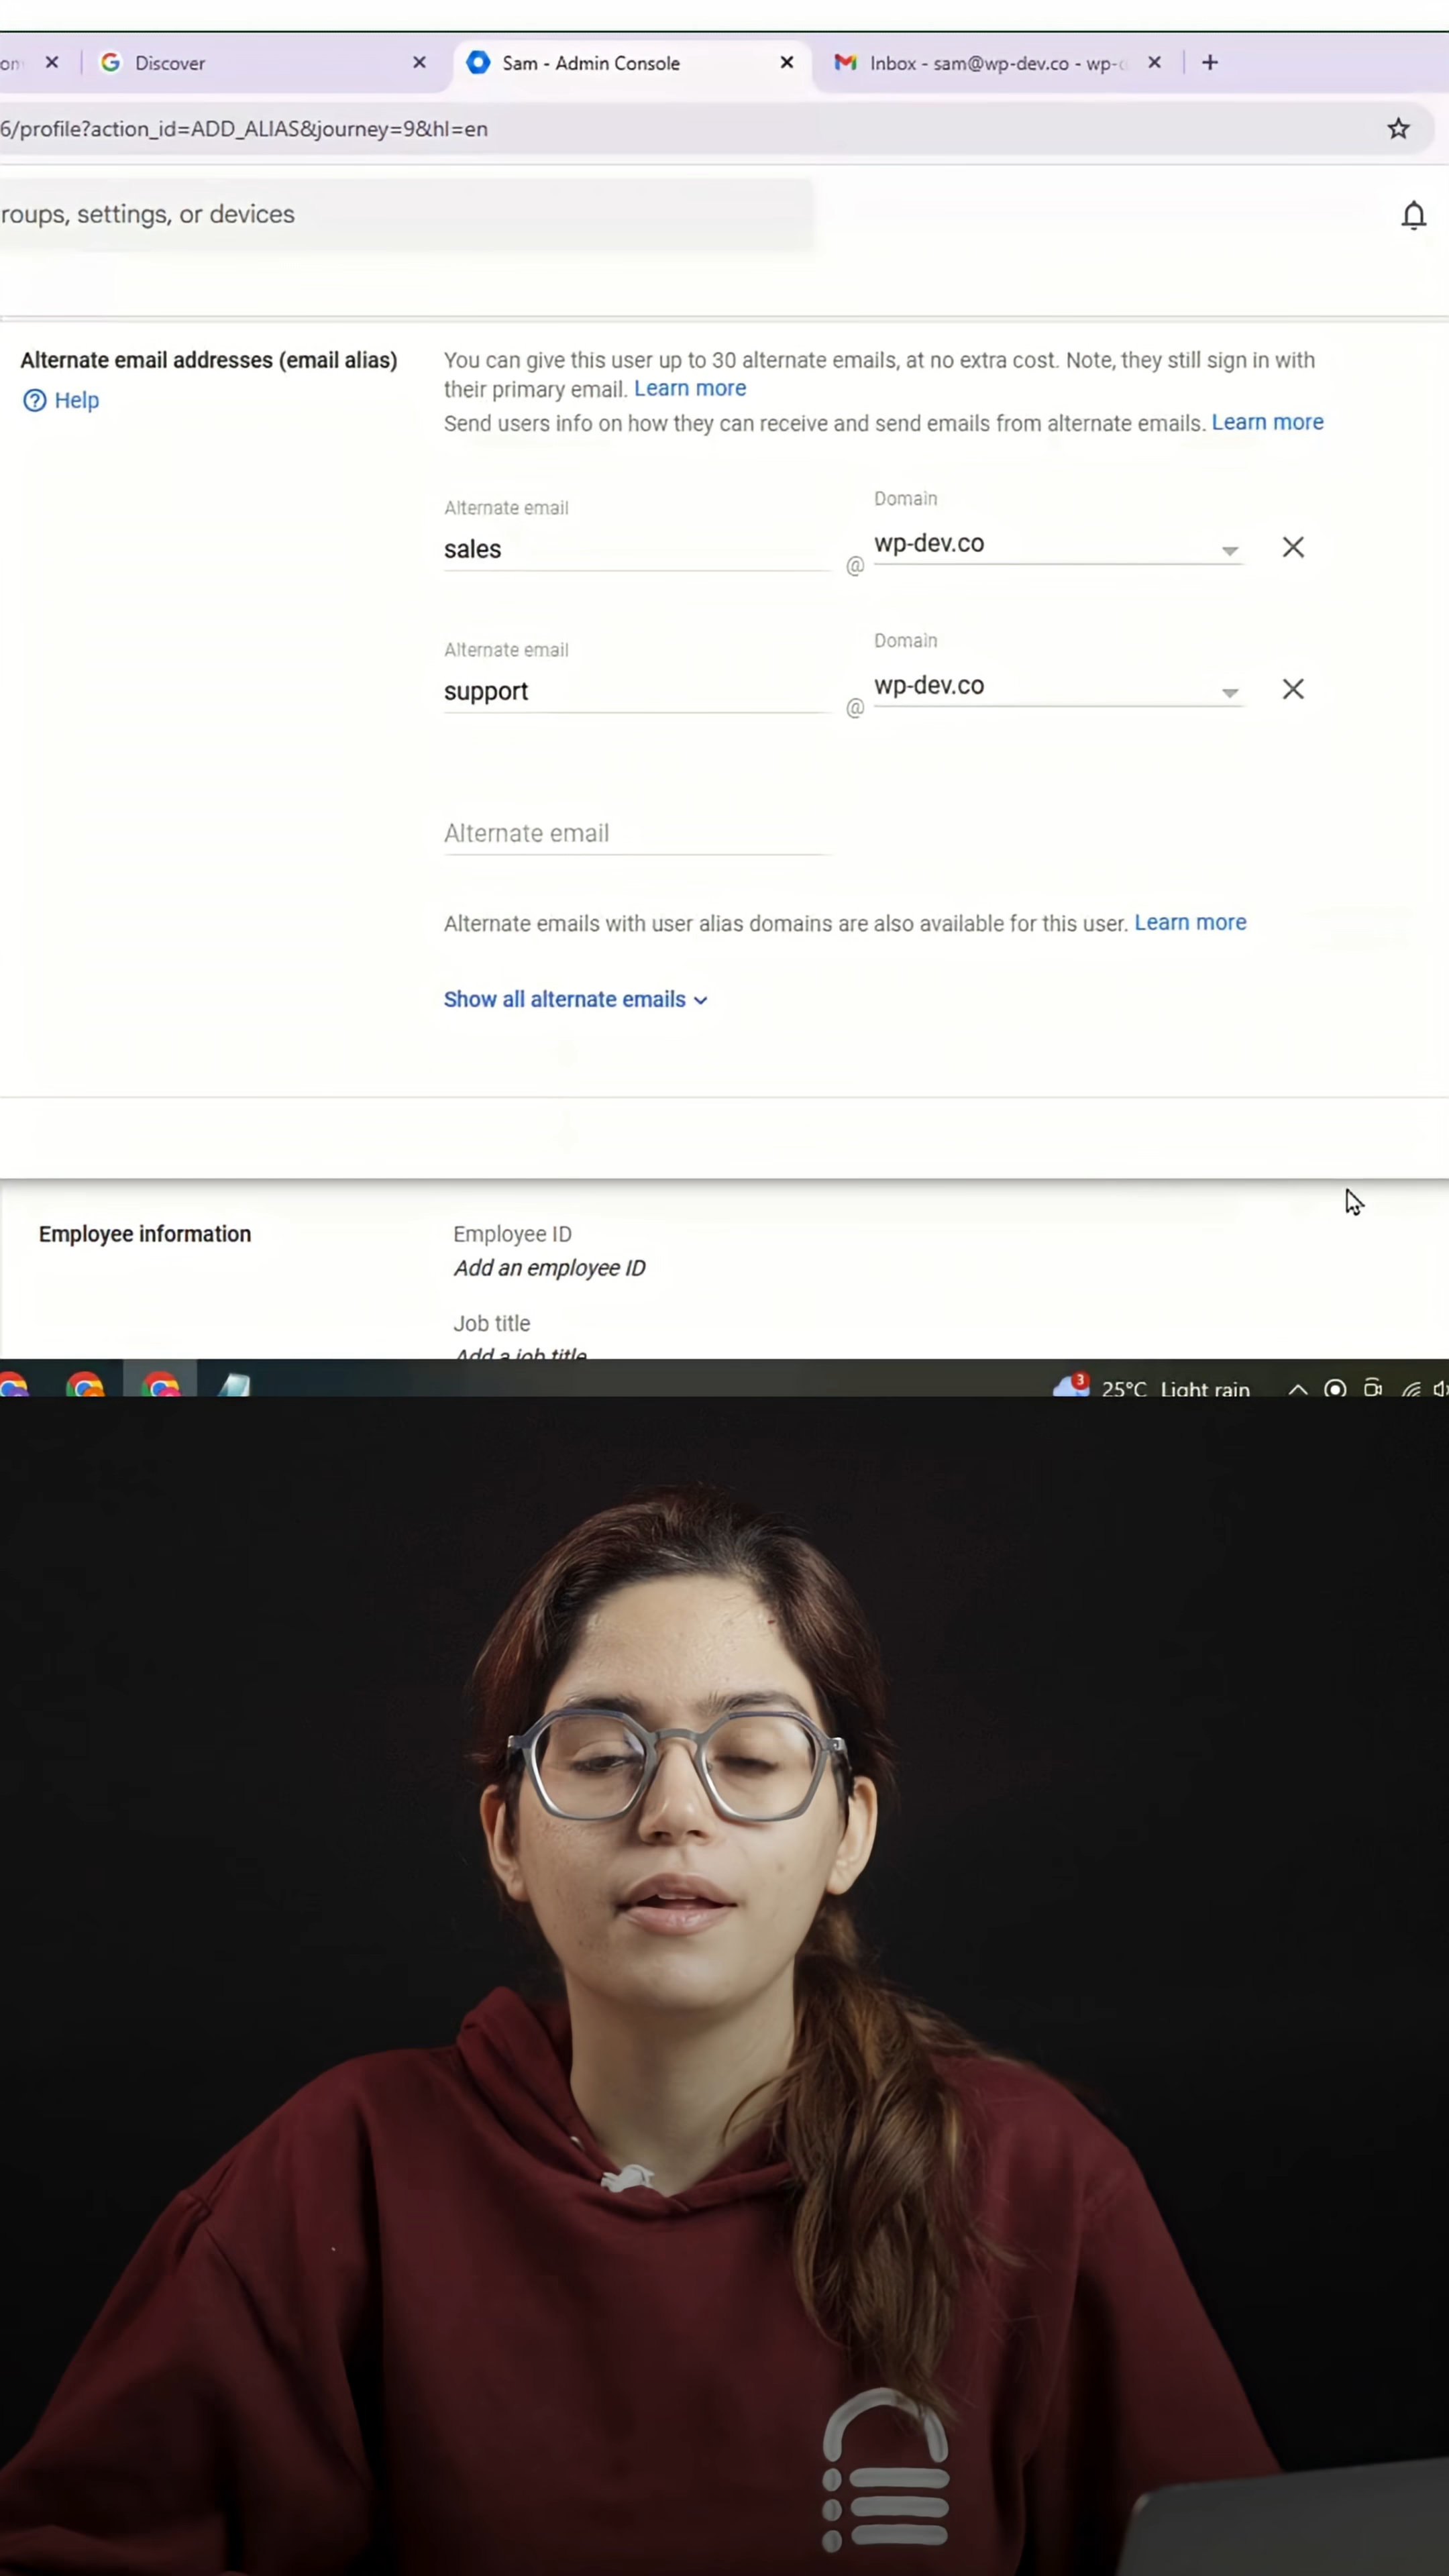 Discover
Sam - Admin Console
Inbox - sam@wp-dev.co - wp-
6/profile?action_id=ADD_ALIAS&journey=9&hl=en
roups, settings, or devices
Alternate email addresses (email alias)
Help
You can give this user up to 30 alternate emails, at no extra cost. Note, they still sign in with
their primary email. Learn more
Send users info on how they can receive and send emails from alternate emails. Learn more
Alternate email
Domain
sales
@
wp-dev.co
Alternate email
Domain
support
@
wp-dev.co
Alternate email
Alternate emails with user alias domains are also available for this user. Learn more
Show all alternate emails
Employee information
Employee ID
Add an employee ID
Job title
Add a job title
3
25°C Light rain